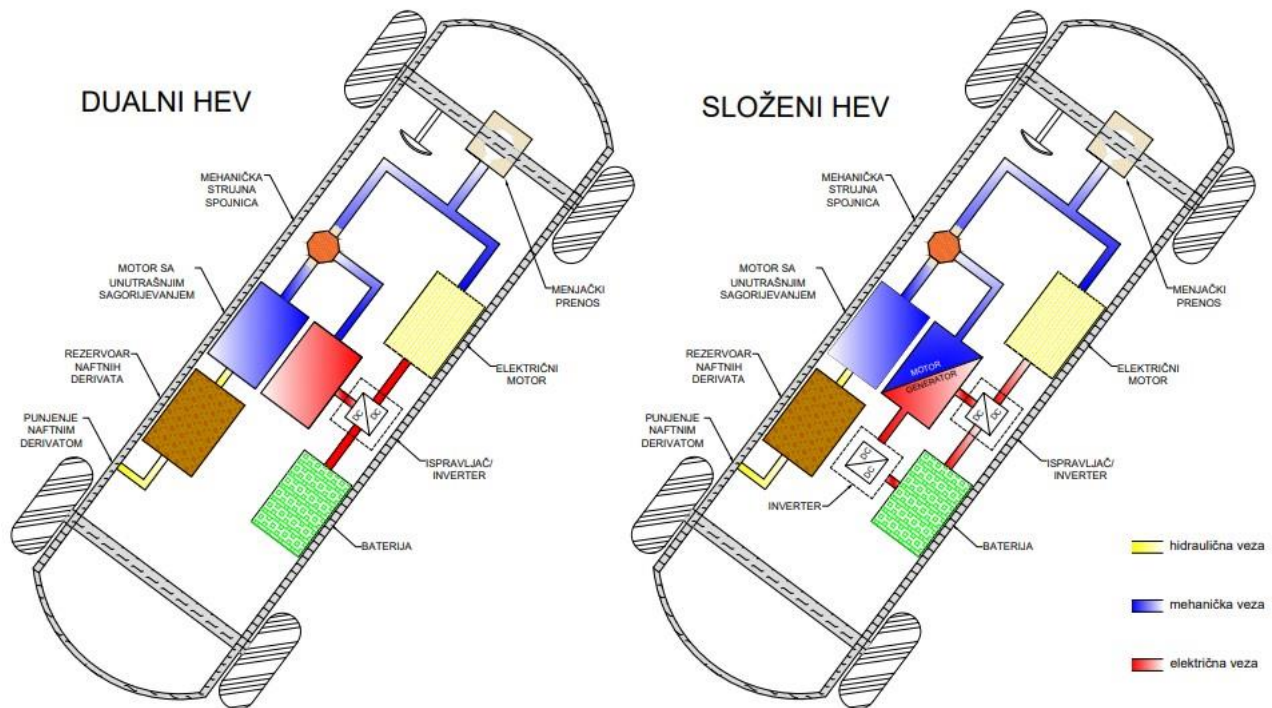 DUALNI HEV
MEHANIČKA
STRUJNA
SPOJNICA
MOTOR SA
UNUTRAŠNJIM
SAGORIJEVANJEM
REZERVOAR
NAFTNIH
DERIVATA
PUNJENJE
NAFTNIM
DERIVATOM
MENJAČKI
PRENOS
ELEKTRIČNI
MOTOR
DC
DC
ISPRAVLJAČ/
INVERTER
BATERIJA
SLOŽENI HEV
MEHANIČKA
STRUJNA
SPOJNICA
MOTOR SA
UNUTRAŠNJIM
SAGORIJEVANJEM
REZERVOAR
NAFTNIH
DERIVATA
PUNJENJE
NAFTNIM
DERIVATOM
MENJAČKI
PRENOS
MOTOR
GENERATOR
ELEKTRIČNI
MOTOR
DC
DC
ISPRAVLJAČ/
INVERTER
DC
DC
INVERTER
BATERIJA
hidraulična veza
mehanička veza
električna veza